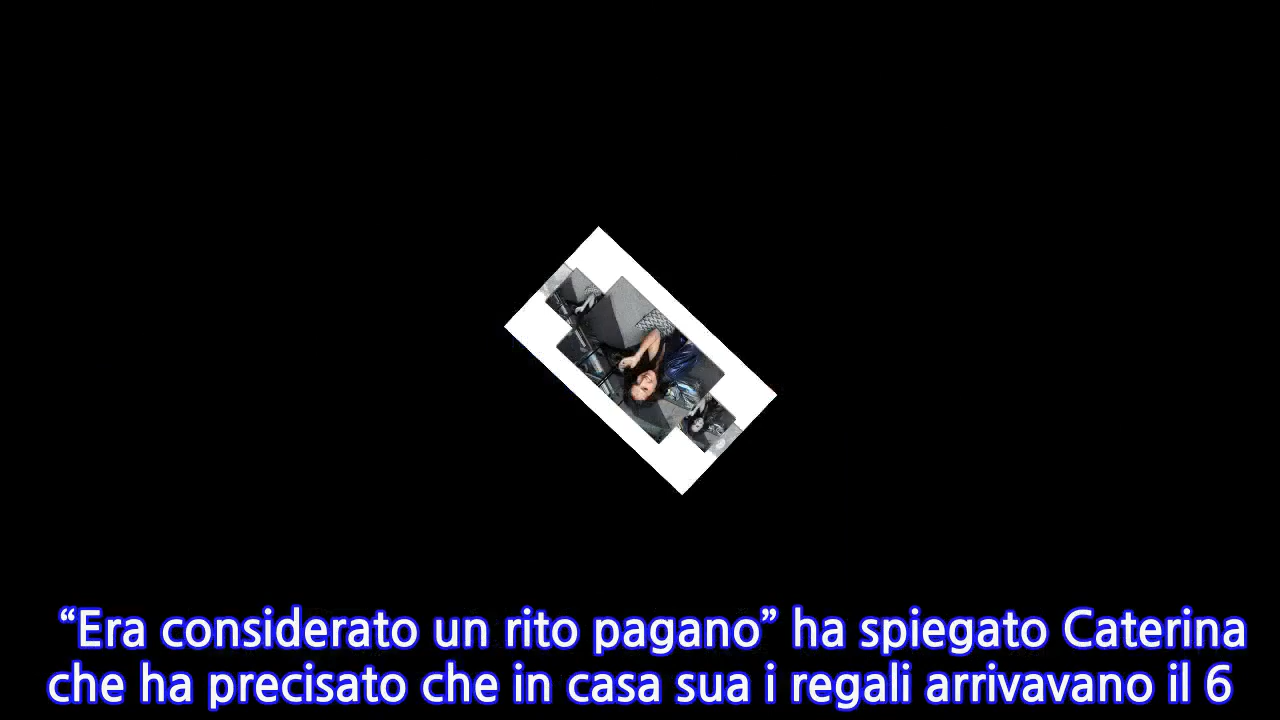 “Era considerato un rito pagano” ha spiegato Caterina
che ha precisato che in casa sua i regali arrivavano il 6